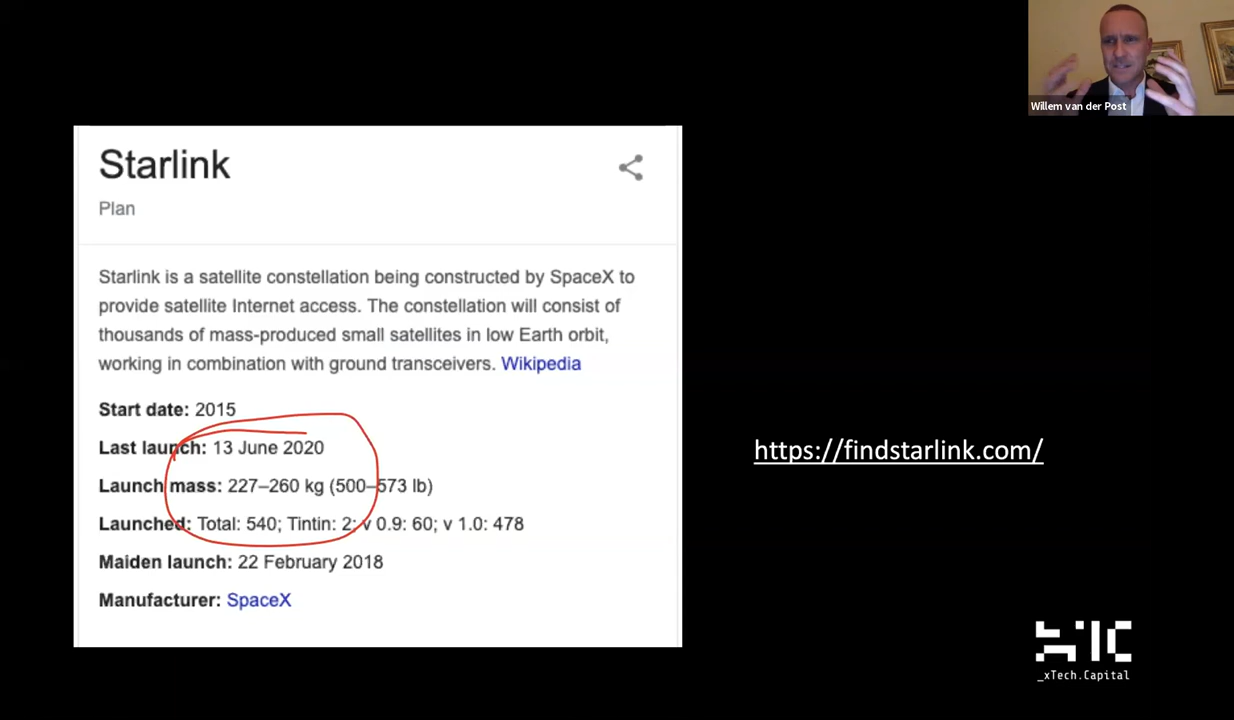 Willem van der Post
Starlink
Plan
Starlink is a satellite constellation being constructed by SpaceX to
provide satellite Internet access. The constellation will consist of
thousands of mass-produced small satellites in low Earth orbit,
working in combination with ground transceivers. Wikipedia
Start date: 2015
Last launch: 13 June 2020
Launch mass: 227–260 kg (500–573 lb)
Launched: Total: 540; Tintin: 2; v 0.9: 60; v 1.0: 478
Maiden launch: 22 February 2018
Manufacturer: SpaceX
https://findstarlink.com/
_xTech.Capital